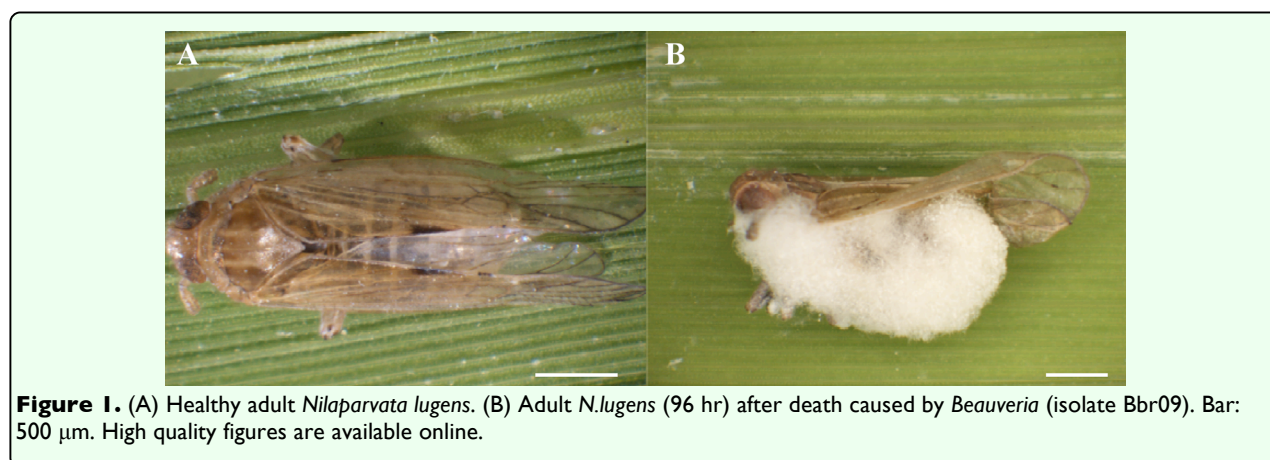 A
B
Figure 1. (A) Healthy adult Nilaparvata lugens. (B) Adult N.lugens (96 hr) after death caused by Beauveria (isolate Bbr09). Bar:
500 μm. High quality figures are available online.